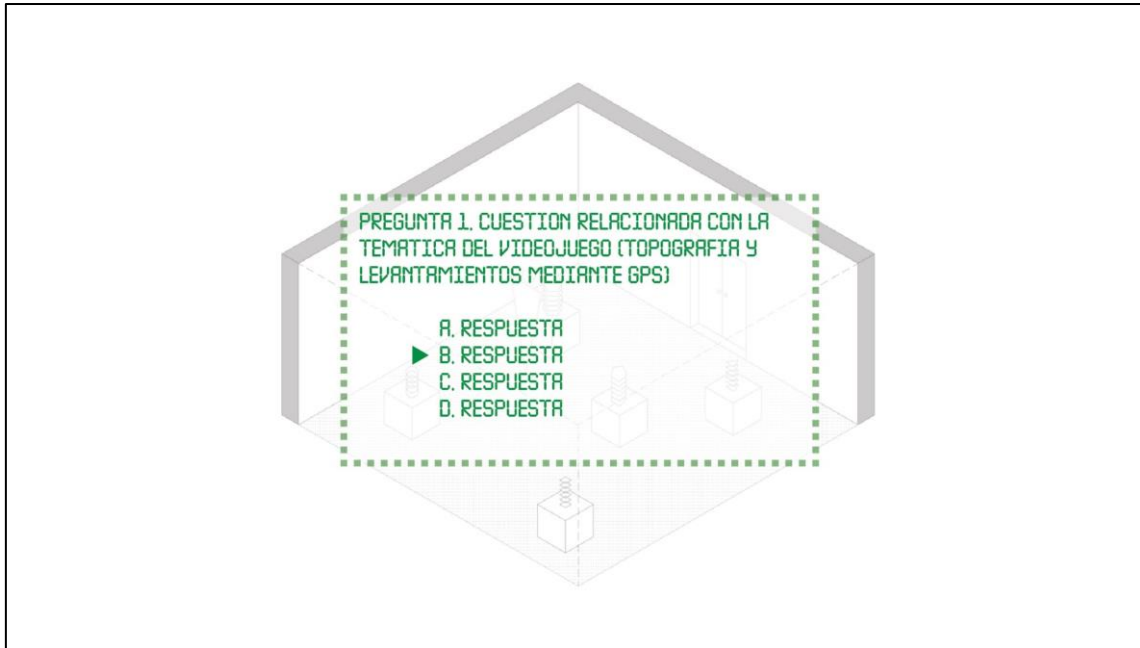 PREGUNTA 1. CUESTION RELACIONADA CON LA
TEMATICA DEL VIDEOJUEGO (TOPOGRAFIA Y
LEVANTAMIENTOS MEDIANTE GPS)
A. RESPUESTA
B. RESPUESTA
C. RESPUESTA
D. RESPUESTA